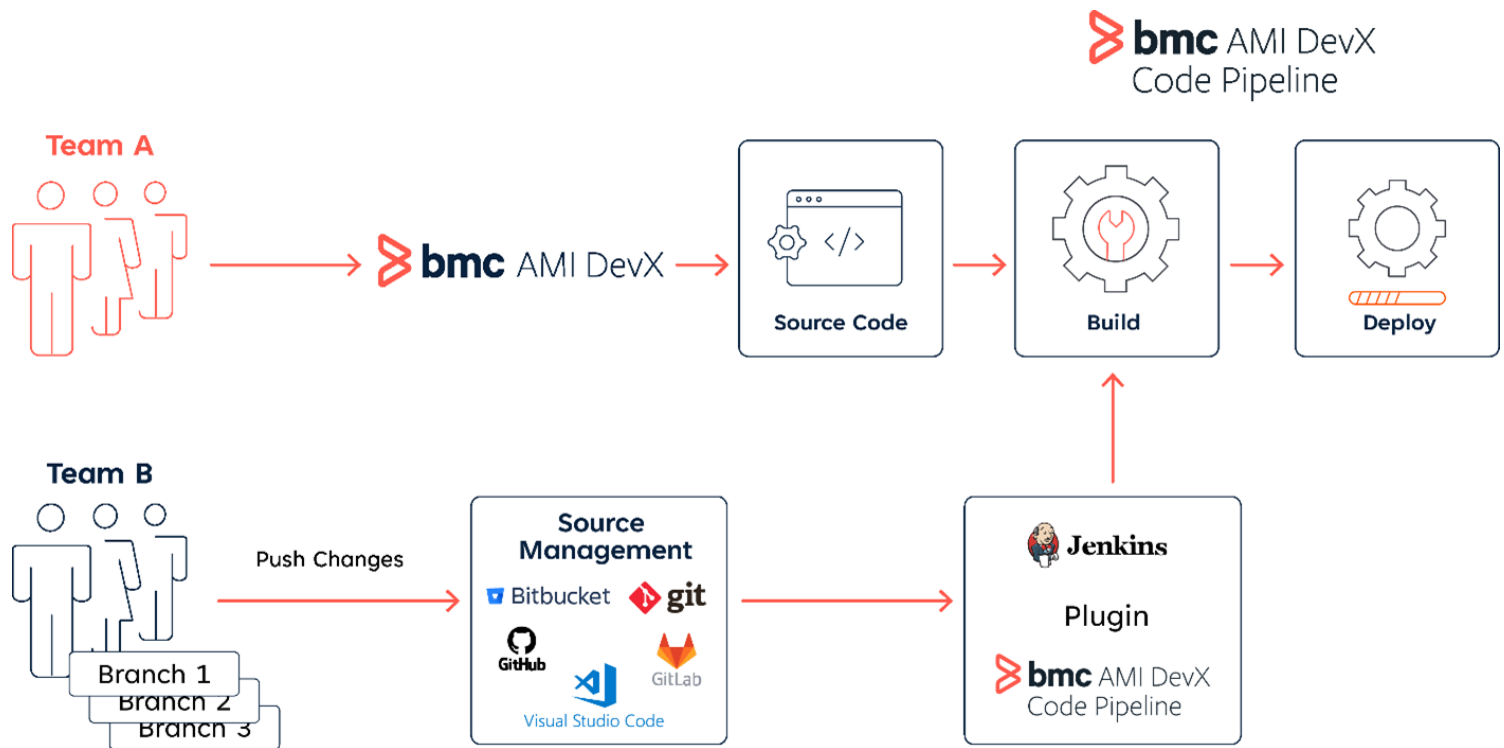 bmc AMI DevX
Code Pipeline
Team A
bmc AMI DevX
</>
Source Code
Build
Deploy
Team B
Push Changes
Branch 1
Branch 2
Branch 3
Source
Management
Bitbucket
git
GitHub
GitLab
Visual Studio Code
Jenkins
Plugin
bmc AMI DevX
Code Pipeline